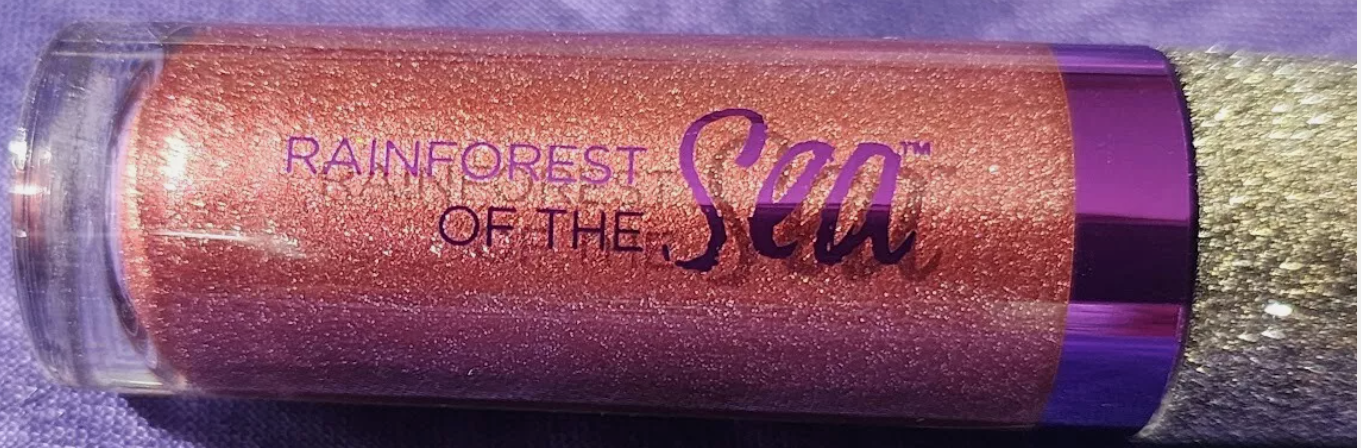 RAINFOREST
OF THE Sea™